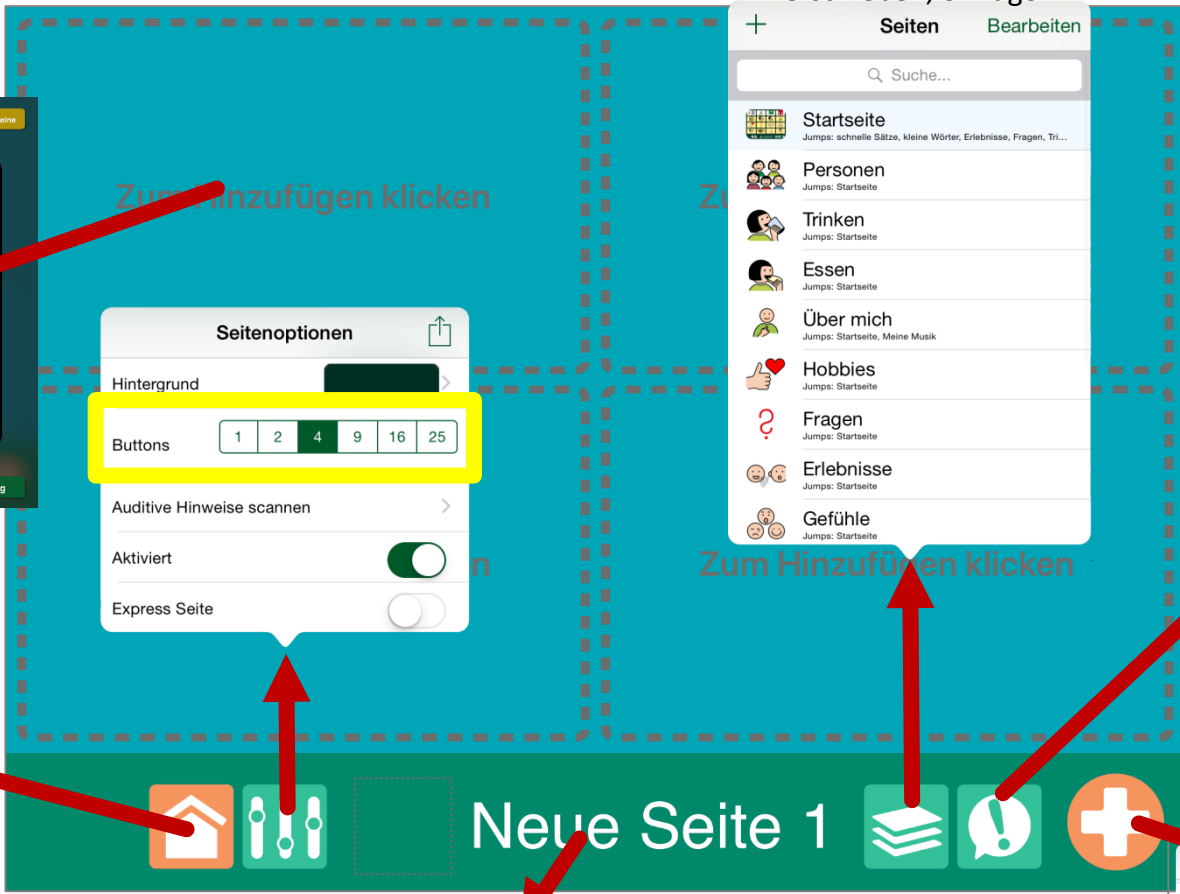 Seiten
Bearbeiten
Suche...
Startseite
Jumps: schnelle Sätze, kleine Wörter, Erlebnisse, Fragen, Tri...
Personen
Jumps: Startseite
Trinken
Jumps: Startseite
Essen
Jumps: Startseite
Über mich
Jumps: Startseite, Meine Musik
Hobbies
Jumps: Startseite
Fragen
Jumps: Startseite
Erlebnisse
Jumps: Startseite
Gefühle
Jumps: Startseite
Zum Hinzufügen klicken
Seitenoptionen
Hintergrund
Buttons 1 2 4 9 16 25
Auditive Hinweise scannen
Aktiviert
Express Seite
Zum Hinzufügen klicken
Neue Seite 1